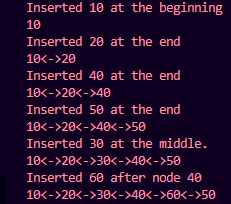 Inserted 10 at the beginning
10
Inserted 20 at the end
10<->20
Inserted 40 at the end
10<->20<->40
Inserted 50 at the end
10<->20<->40<->50
Inserted 30 at the middle.
10<->20<->30<->40<->50
Inserted 60 after node 40
10<->20<->30<->40<->60<->50